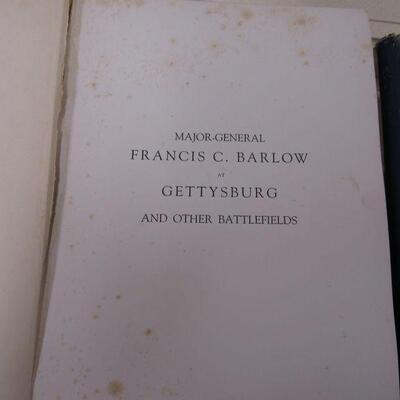 MAJOR-GENERAL
FRANCIS C. BARLOW
AT
GETTYSBURG
AND OTHER BATTLEFIELDS